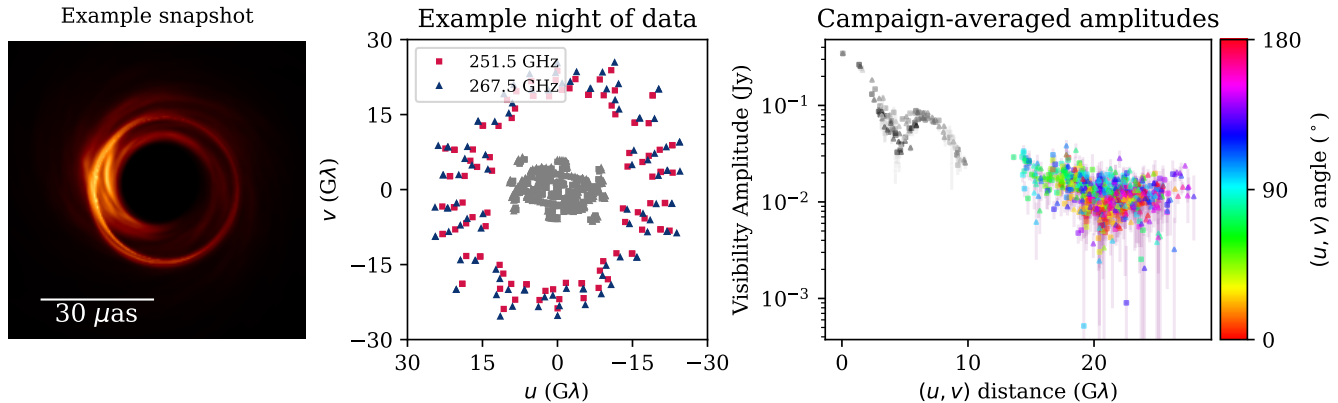 Example snapshot
30 μas
Example night of data
251.5 GHz
267.5 GHz
30
15
0
−15
−30
v (Gλ)
30 15 0 −15 −30
u (Gλ)
Campaign-averaged amplitudes
Visibility Amplitude (Jy)
10⁻¹
10⁻²
10⁻³
0 10 20
(u, v) distance (Gλ)
180
90
0
(u, v) angle (°)